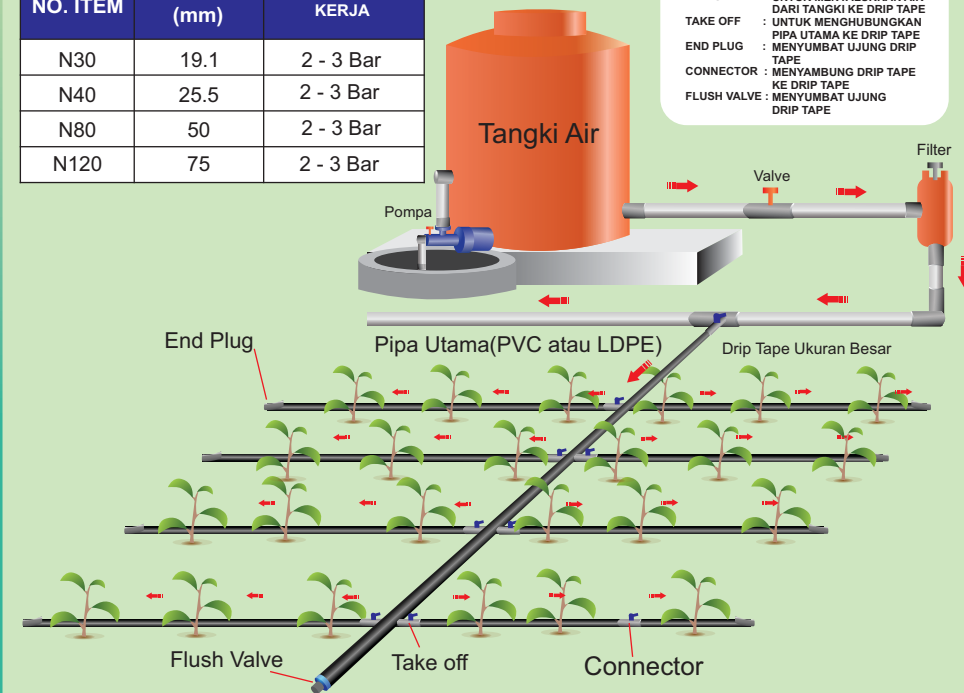 NO. ITEM
(mm)
KERJA
N30 19.1 2 - 3 Bar
N40 25.5 2 - 3 Bar
N80 50 2 - 3 Bar
N120 75 2 - 3 Bar
DARI TANGKI KE DRIP TAPE
TAKE OFF : UNTUK MENGHUBUNGKAN
PIPA UTAMA KE DRIP TAPE
END PLUG : MENYUMBAT UJUNG DRIP
TAPE
CONNECTOR : MENYAMBUNG DRIP TAPE
KE DRIP TAPE
FLUSH VALVE : MENYUMBAT UJUNG
DRIP TAPE
Tangki Air
Filter
Valve
Pompa
End Plug
Pipa Utama(PVC atau LDPE)
Drip Tape Ukuran Besar
Flush Valve
Take off
Connector